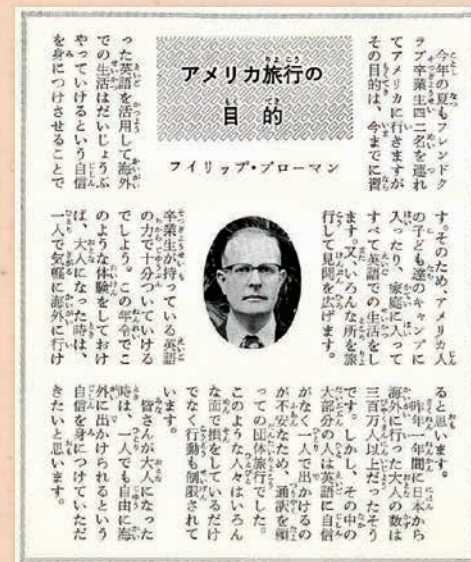 アメリカ旅行の
目的
フイリップ・ブローマン
今年の夏もフレンドク
ラブ卒業生四二名を連れ
てアメリカに行きますが
その目的は、今までに習
った英語を活用して海外
での生活はだいじょうぶ
やっていけるという自信
を身につけさせることで
す。そのため、アメリカ人
の子ども達のキャンプに
入ったり、家庭に入って
すべて英語での生活をし
ます。又、いろんな所を旅
行して見聞を広げます。
卒業生が持っている英語
の力で十分ついていける
でしょう。この年令でこ
のような体験をしておけ
ば、大人になった時は、
一人で気軽に海外に行け
ると思います。
昨年一年間に日本から
海外に行った大人の数は
三百万人以上だったそう
です。しかし、その中の
大部分の人は英語に自信
がなく一人で出かけるの
が不安なため、通訳を頼
っての団体旅行でした。
このような人々はいろん
な面で損をしているだけ
でなく行動も制限されて
います。
皆さんが大人になった
時は、一人でも自由に海
外に出かけられるという
自信を身につけていただ
きたいと思います。